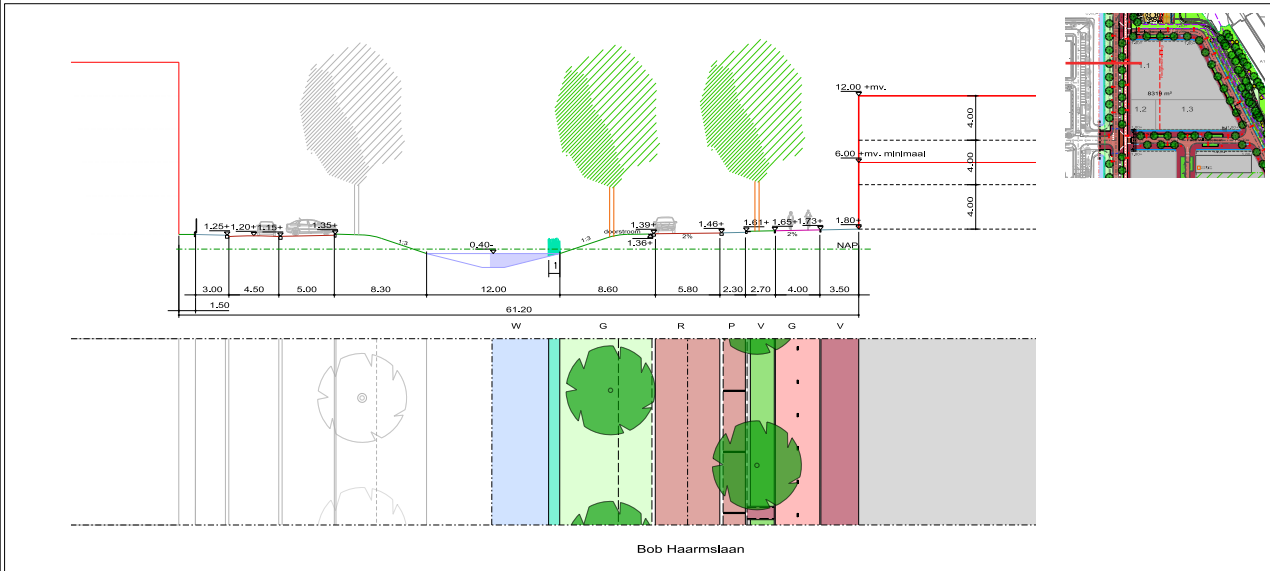 12.00 +mv.
4.00
6.00 +mv. minimaal
4.00
4.00
1.25+ 1.20+ 1.15+ 1.35+ doorstroom 1.39+ 1.46+ 1.61+ 1.65+ 1.73+ 1.80+
1:3 1:3 1.36+ 2% 2%
0.40- NAP
1
3.00 4.50 5.00 8.30 12.00 8.60 5.80 2.30 2.70 4.00 3.50
1.50
61.20
W G R P V G V
Bob Haarmslaan
1.1
8319 m²
1.2 1.3